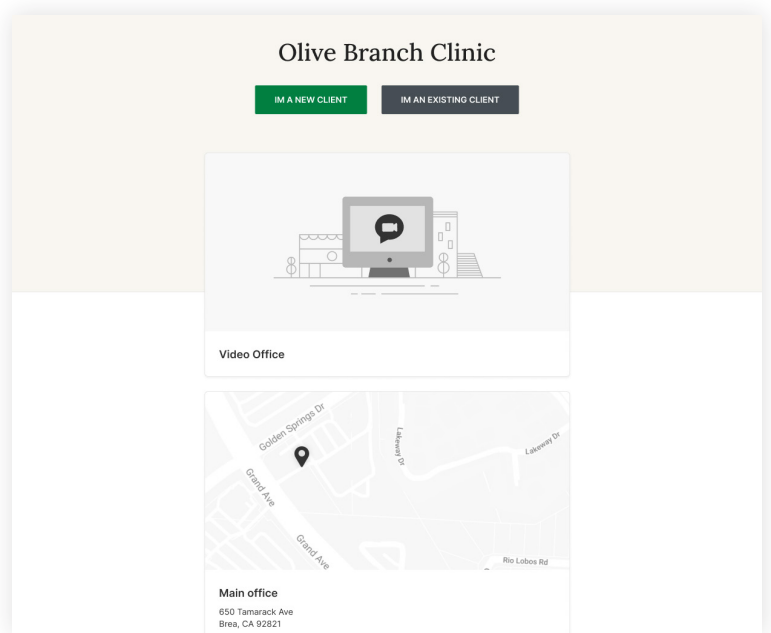 Olive Branch Clinic
IM A NEW CLIENT
IM AN EXISTING CLIENT
Video Office
Golden Springs Dr
Lakeway Dr
Lakeway Dr
Grand Ave
Grand Ave
Rio Lobos Rd
Main office
650 Tamarack Ave
Brea, CA 92821